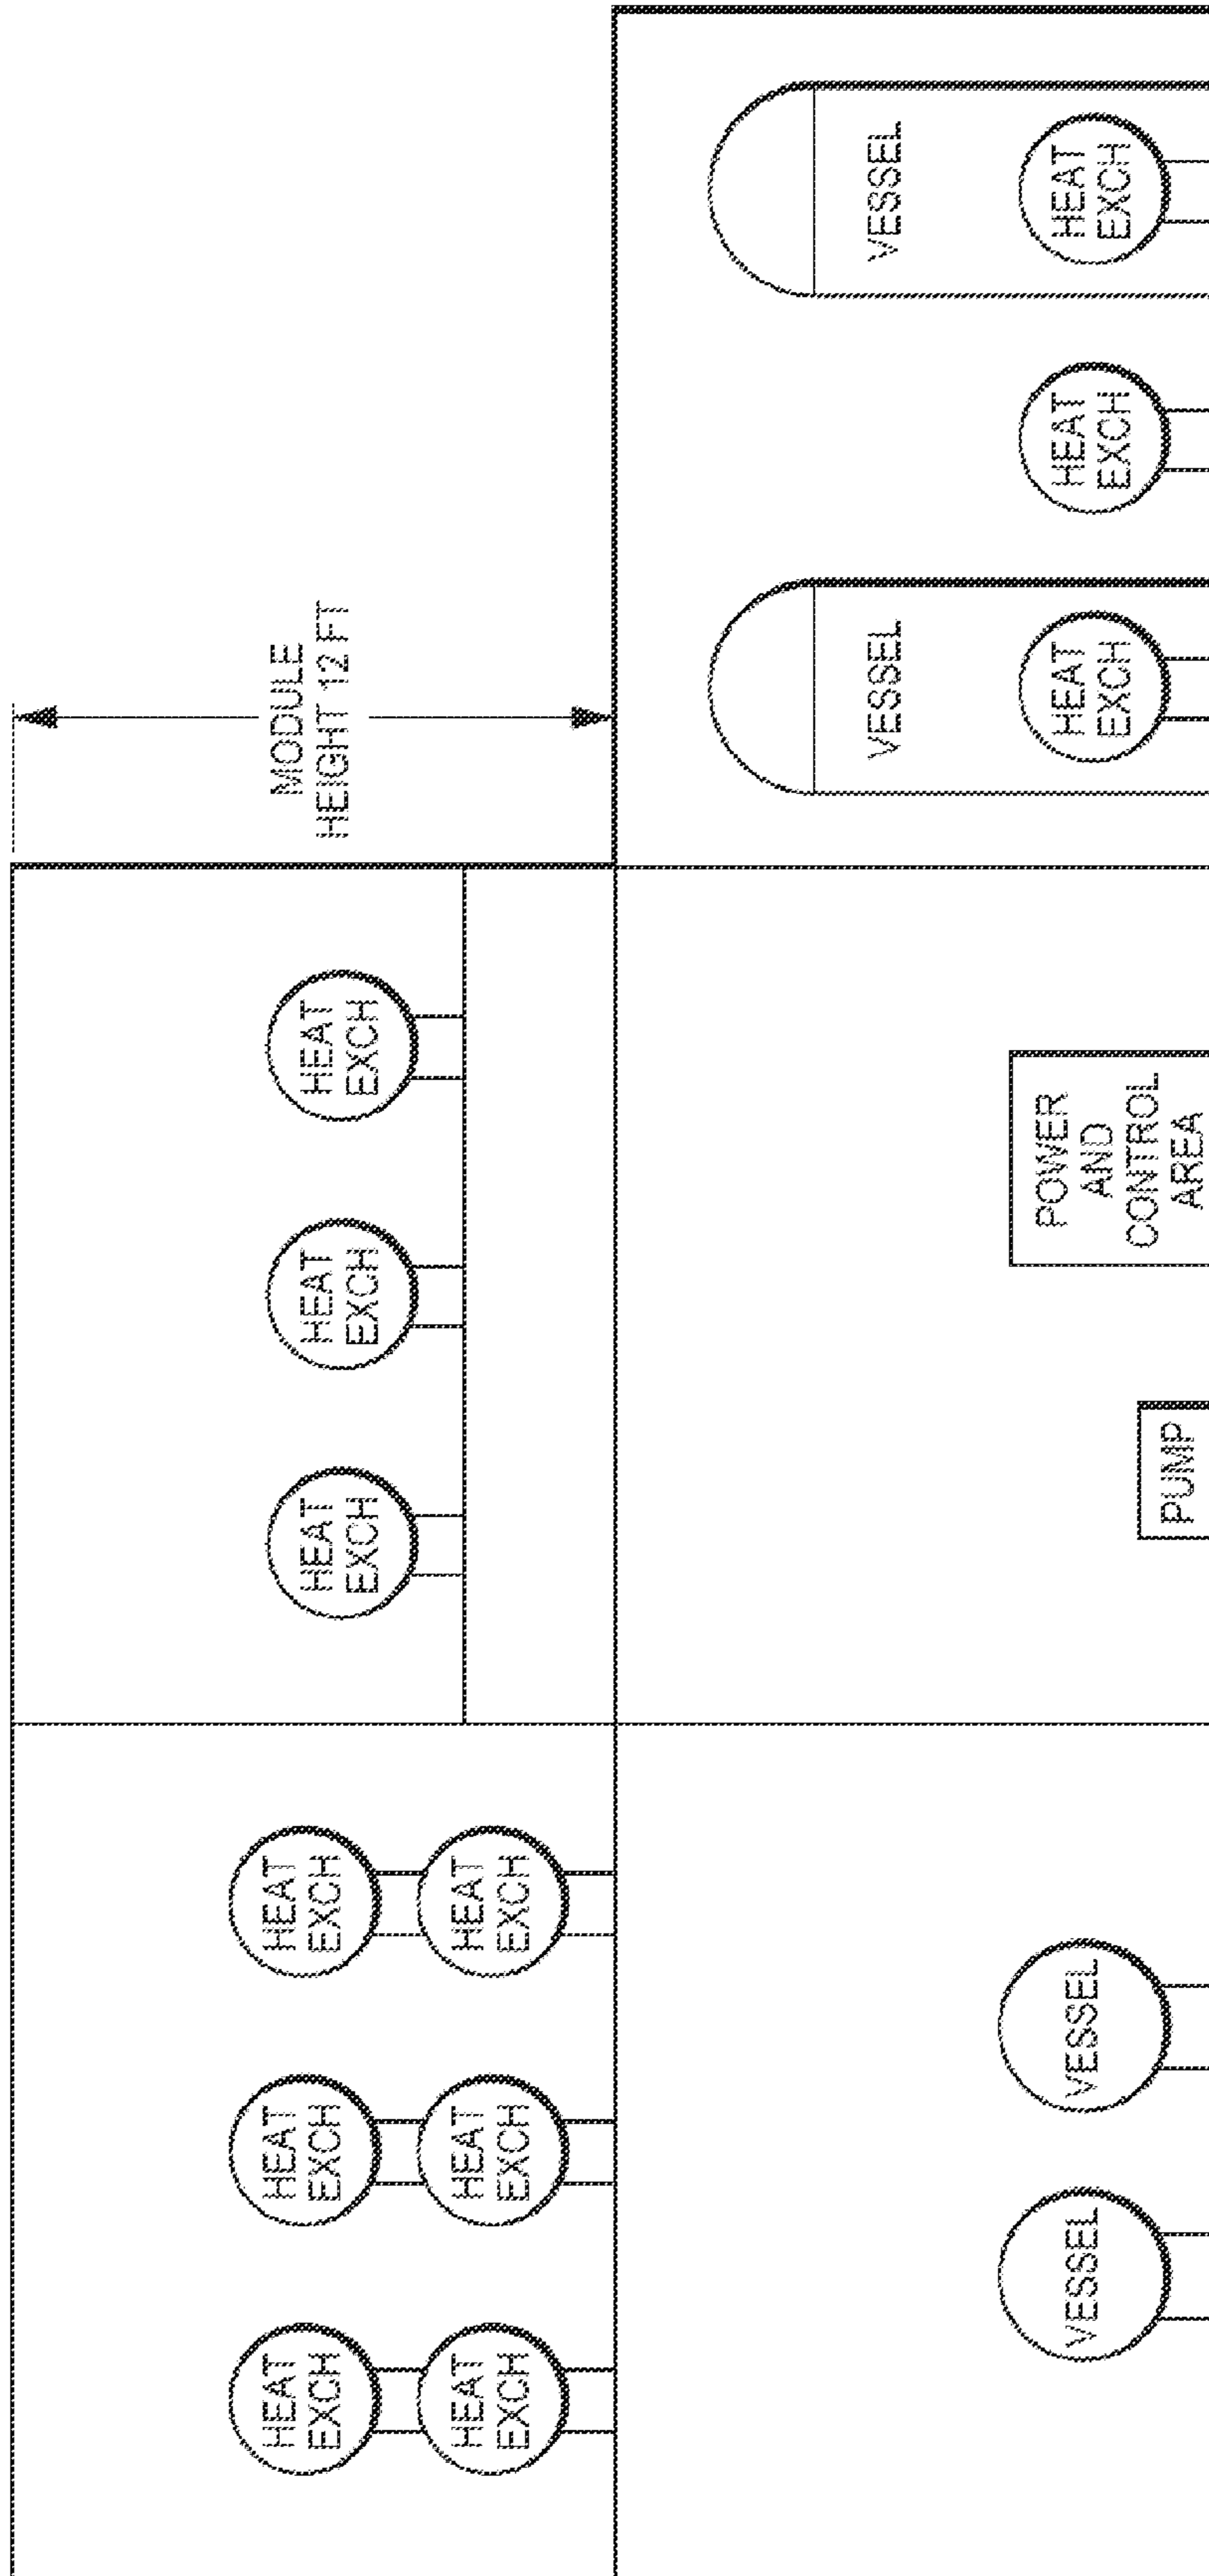 HEAT
EXCH
HEAT
EXCH
HEAT
EXCH
HEAT
EXCH
HEAT
EXCH
HEAT
EXCH
HEAT
EXCH
HEAT
EXCH
HEAT
EXCH
MODULE
HEIGHT 12 FT
VESSEL
VESSEL
PUMP
POWER
AND
CONTROL
AREA
VESSEL
HEAT
EXCH
HEAT
EXCH
VESSEL
HEAT
EXCH